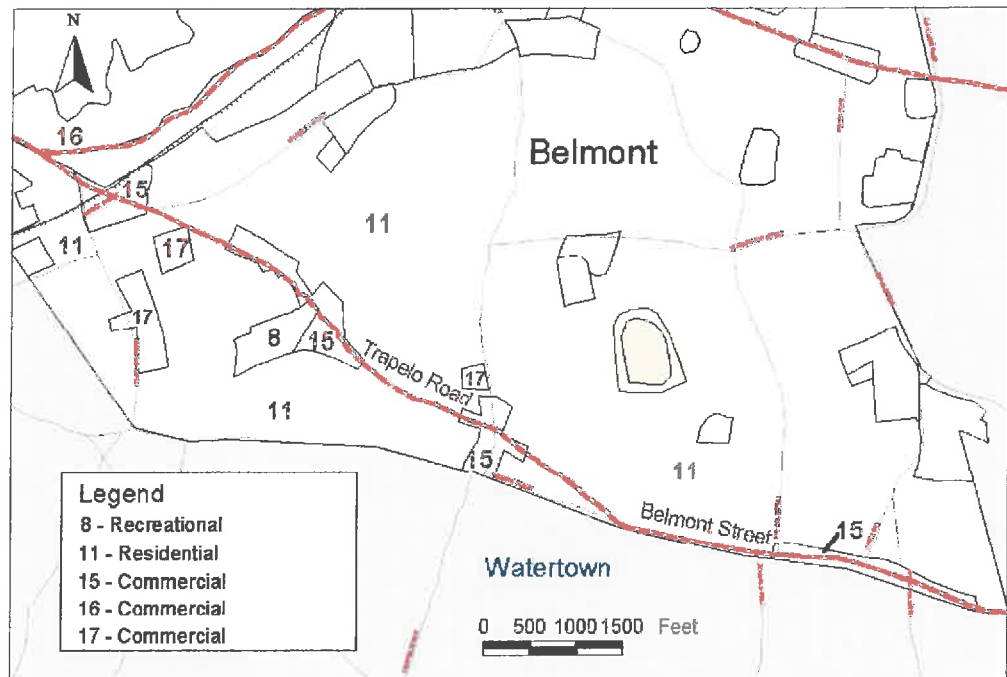 N
16
Belmont
15
11
11
17
17
8
15
Trapelo Road
17
11
15
11
Belmont Street
15
Legend
8 - Recreational
11 - Residential
15 - Commercial
16 - Commercial
17 - Commercial
Watertown
0 500 1000 1500 Feet